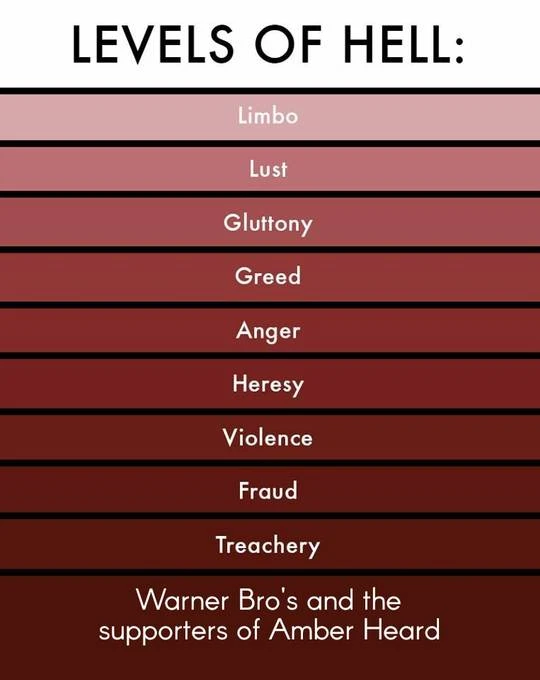 LEVELS OF HELL:
Limbo
Lust
Gluttony
Greed
Anger
Heresy
Violence
Fraud
Treachery
Warner Bro's and the
supporters of Amber Heard